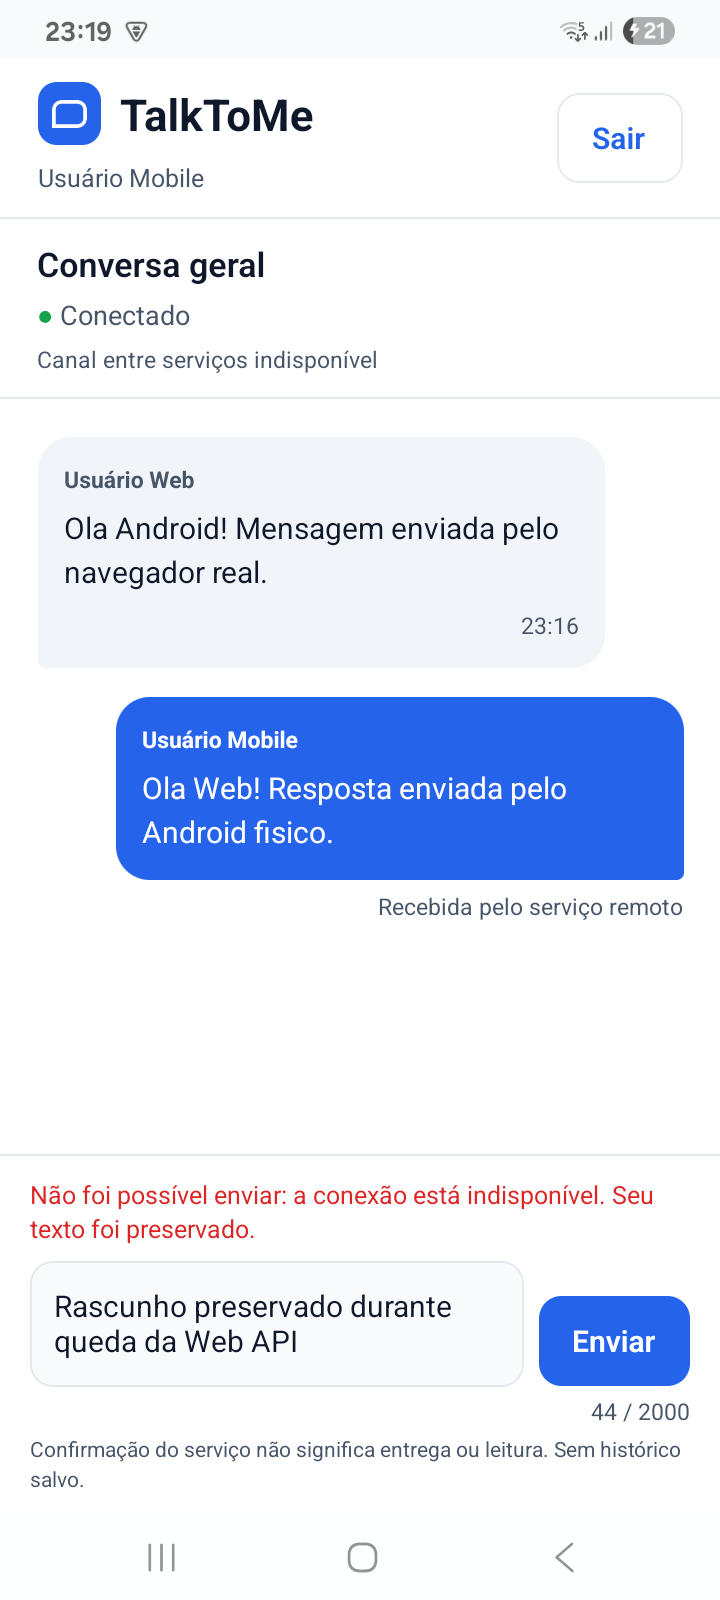 23:19
5
21
TalkToMe
Sair
Usuário Mobile
Conversa geral
Conectado
Canal entre serviços indisponível
Usuário Web
Ola Android! Mensagem enviada pelo
navegador real.
23:16
Usuário Mobile
Ola Web! Resposta enviada pelo
Android fisico.
Recebida pelo serviço remoto
Não foi possível enviar: a conexão está indisponível. Seu
texto foi preservado.
Rascunho preservado durante
queda da Web API
Enviar
44 / 2000
Confirmação do serviço não significa entrega ou leitura. Sem histórico
salvo.